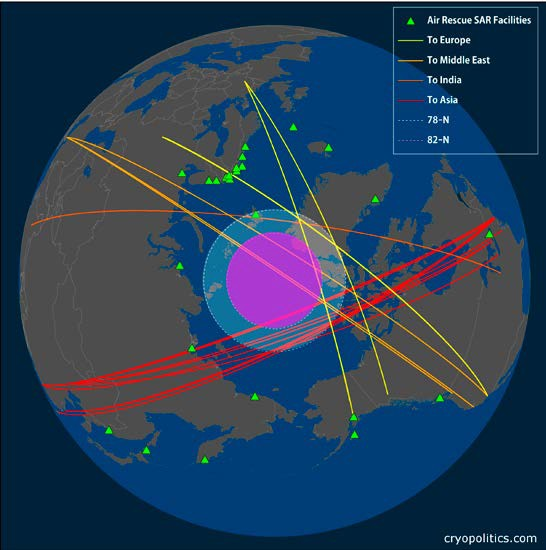 Air Rescue SAR Facilities
To Europe
To Middle East
To India
To Asia
78-N
82-N
cryopolitics.com